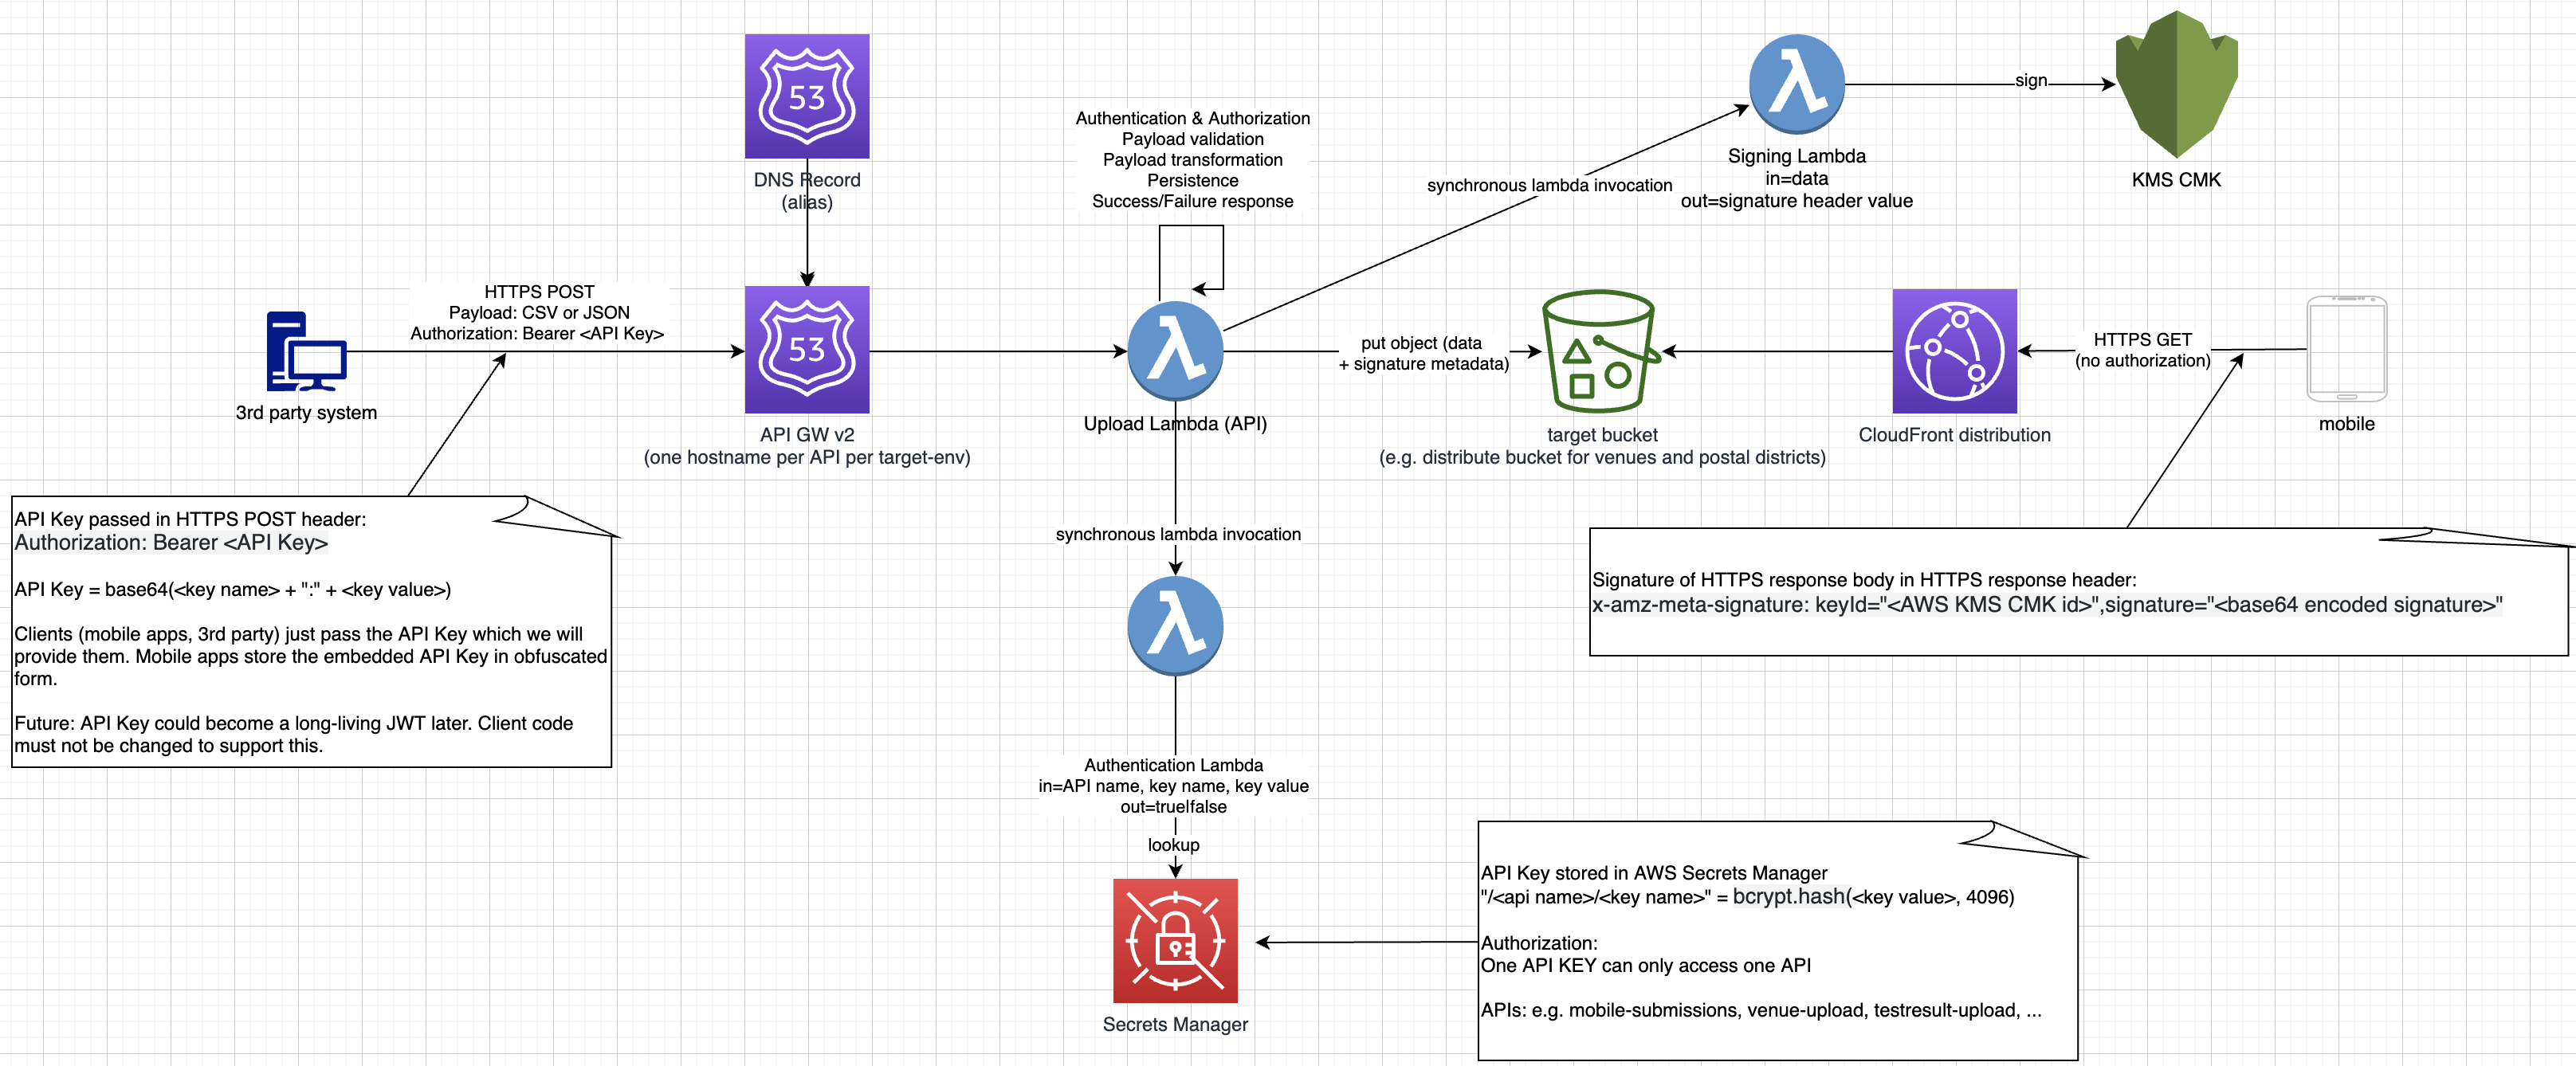 53
DNS Record
(alias)
Authentication & Authorization
Payload validation
Payload transformation
Persistence
Success/Failure response
synchronous lambda invocation
Signing Lambda
in=data
out=signature header value
sign
KMS CMK
HTTPS POST
Payload: CSV or JSON
Authorization: Bearer <API Key>
3rd party system
53
API GW v2
(one hostname per API per target-env)
Upload Lambda (API)
put object (data
+ signature metadata)
target bucket
(e.g. distribute bucket for venues and postal districts)
CloudFront distribution
HTTPS GET
(no authorization)
mobile
API Key passed in HTTPS POST header:
Authorization: Bearer <API Key>
API Key = base64(<key name> + ":" + <key value>)
Clients (mobile apps, 3rd party) just pass the API Key which we will
provide them. Mobile apps store the embedded API Key in obfuscated
form.
Future: API Key could become a long-living JWT later. Client code
must not be changed to support this.
synchronous lambda invocation
Signature of HTTPS response body in HTTPS response header:
x-amz-meta-signature: keyId="<AWS KMS CMK id>",signature="<base64 encoded signature>"
Authentication Lambda
in=API name, key name, key value
out=true|false
lookup
Secrets Manager
API Key stored in AWS Secrets Manager
"/<api name>/<key name>" = bcrypt.hash(<key value>, 4096)
Authorization:
One API KEY can only access one API
APIs: e.g. mobile-submissions, venue-upload, testresult-upload, ...